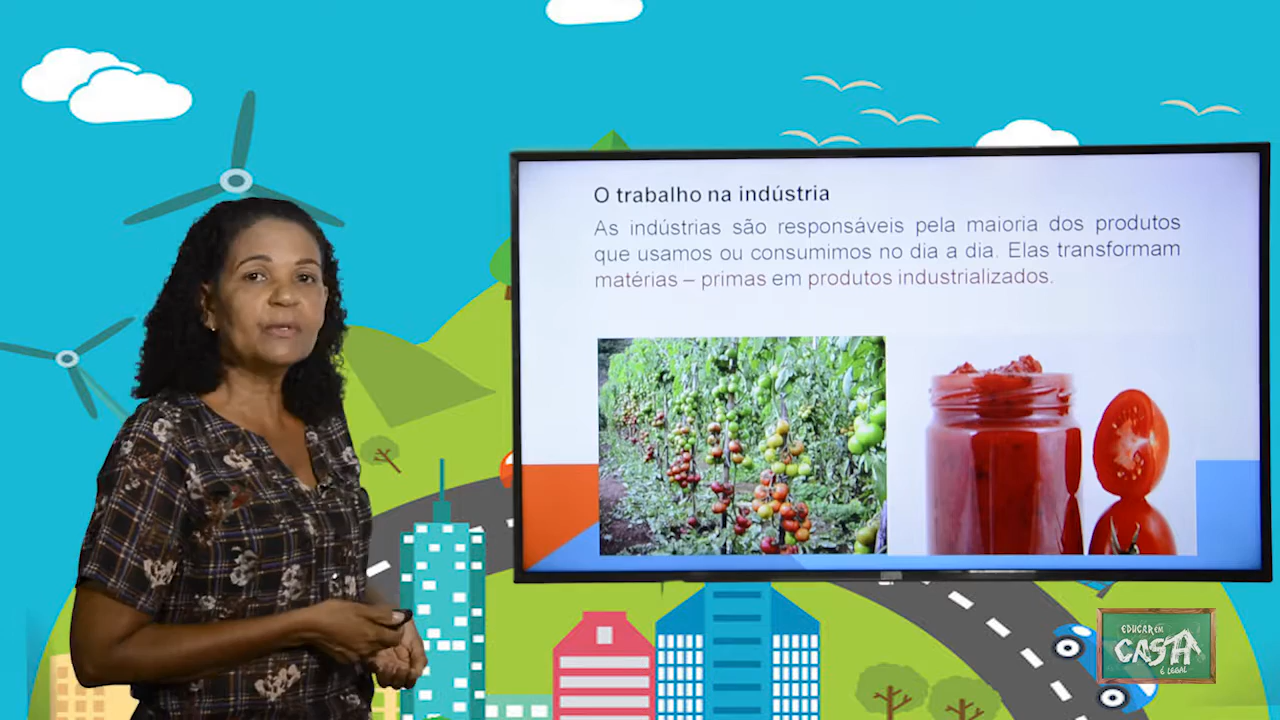 O trabalho na indústria
As indústrias são responsáveis pela maioria dos produtos
que usamos ou consumimos no dia a dia. Elas transformam
matérias – primas em produtos industrializados.
EDUCAR EM
CASA
É LEGAL